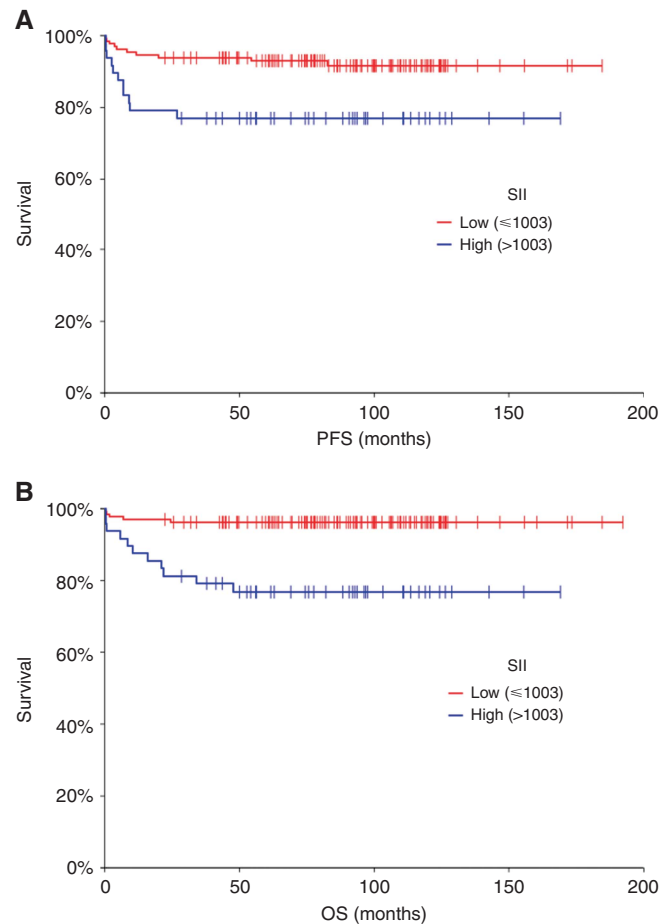 A
100%
80%
60%
40%
20%
0%
Survival
SII
Low (≤1003)
High (>1003)
0 50 100 150 200
PFS (months)
B
100%
80%
60%
40%
20%
0%
Survival
SII
Low (≤1003)
High (>1003)
0 50 100 150 200
OS (months)